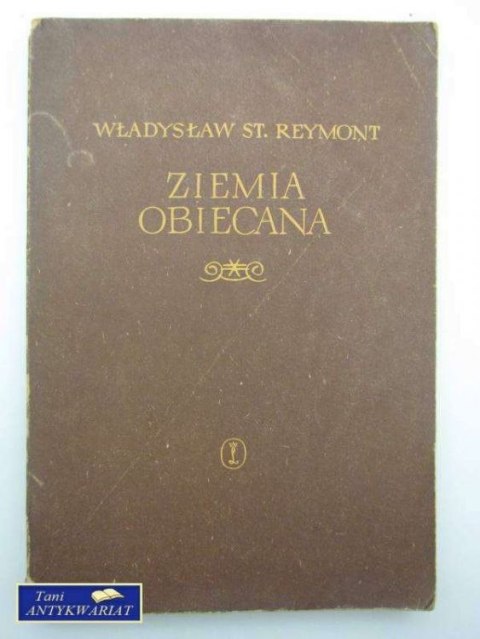 WŁADYSŁAW ST. REYMONT
ZIEMIA
OBIECANA
Tani
ANTYKWARIAT